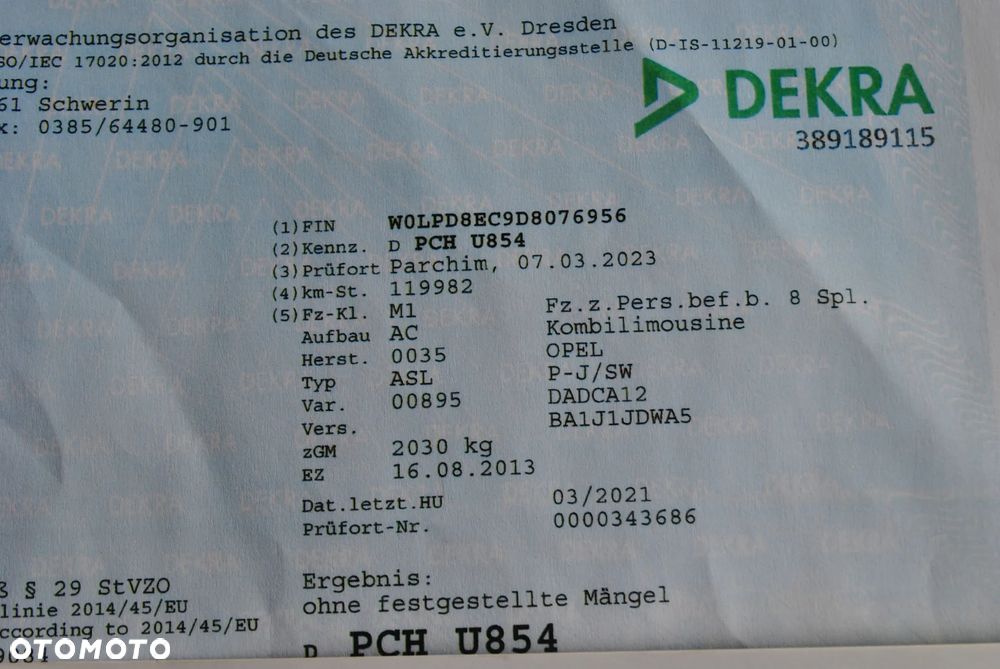 erwachungsorganisation des DEKRA e.V. Dresden
SO/IEC 17020:2012 durch die Deutsche Akkreditierungsstelle (D-IS-11219-01-00)
ung:
61 Schwerin
x: 0385/64480-901
DEKRA
389189115
(1) FIN W0LPD8EC9D8076956
(2) Kennz. D PCH U854
(3) Prüfort Parchim, 07.03.2023
(4) km-St. 119982
(5) Fz-Kl. M1 Fz.z.Pers.bef.b. 8 Spl.
Aufbau AC Kombilimousine
Herst. 0035 OPEL
Typ ASL P-J/SW
Var. 00895 DADCA12
Vers. BA1J1JDWA5
zGM 2030 kg
EZ 16.08.2013
Dat.letzt.HU 03/2021
Prüfort-Nr. 0000343686
ß § 29 StVZO
linie 2014/45/EU
ccording to 2014/45/EU
Ergebnis:
ohne festgestellte Mängel
D PCH U854
OTOMOTO